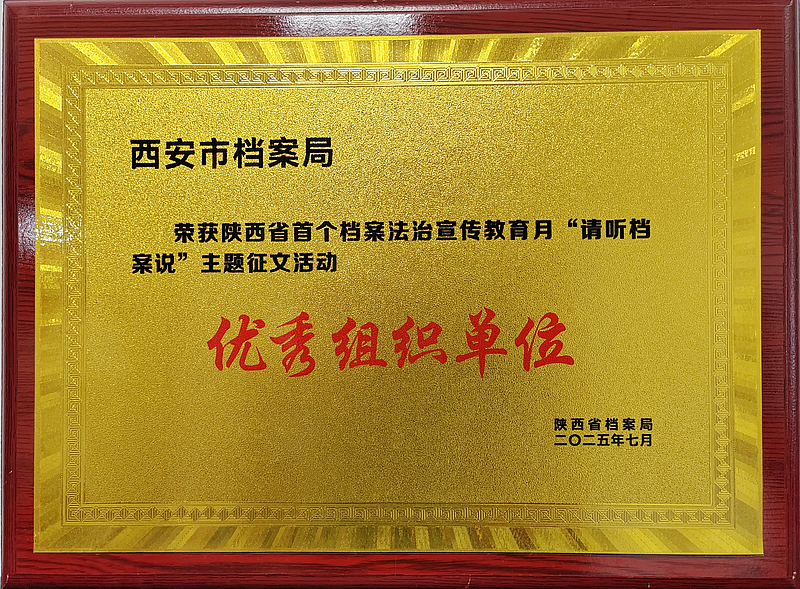 西安市档案局
荣获陕西省首个档案法治宣传教育月“请听档
案说”主题征文活动
优秀组织单位
陕西省档案局
二〇二五年七月